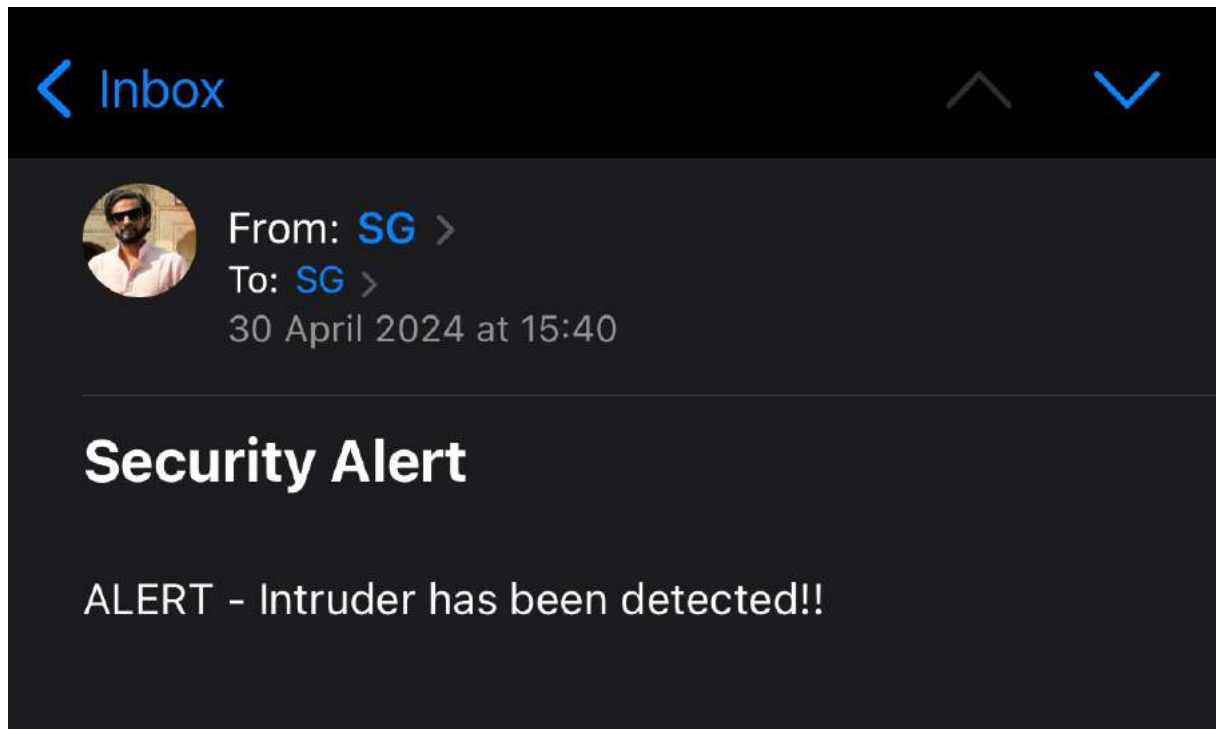 Inbox
From: SG
To: SG
30 April 2024 at 15:40
Security Alert
ALERT - Intruder has been detected!!